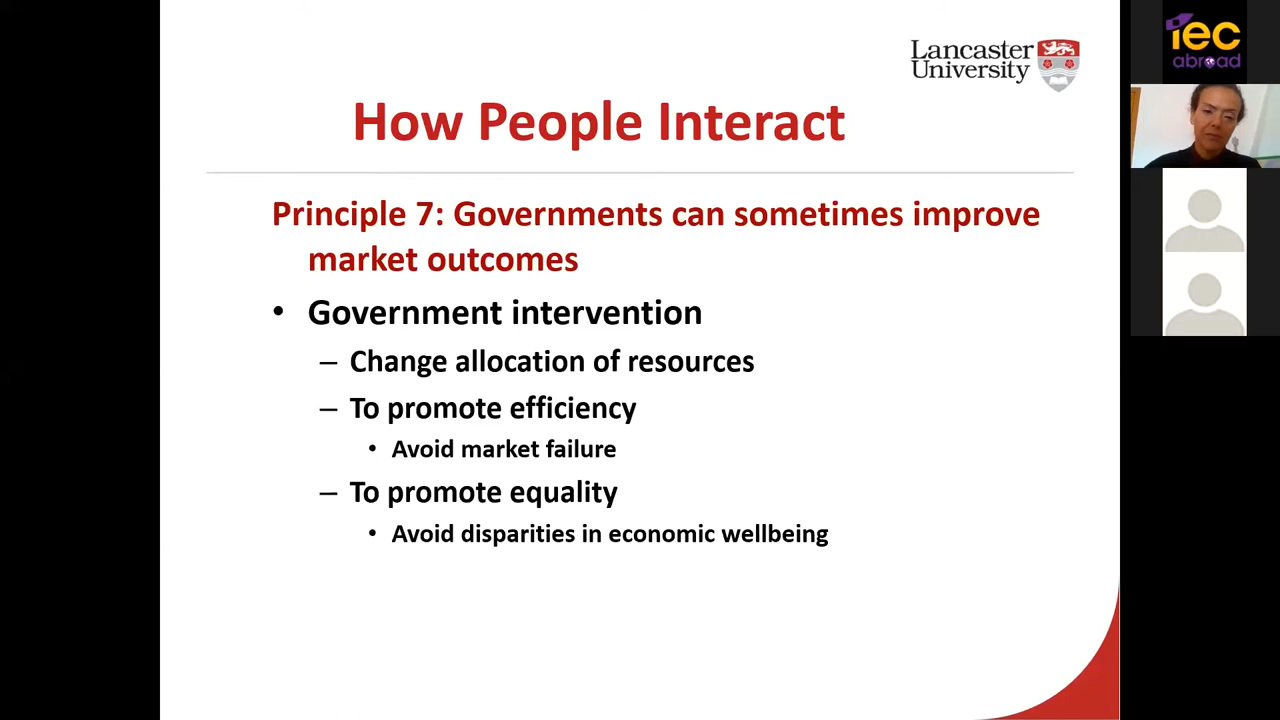 Lancaster
University
How People Interact
Principle 7: Governments can sometimes improve
market outcomes
• Government intervention
– Change allocation of resources
– To promote efficiency
• Avoid market failure
– To promote equality
• Avoid disparities in economic wellbeing
iec
abroad